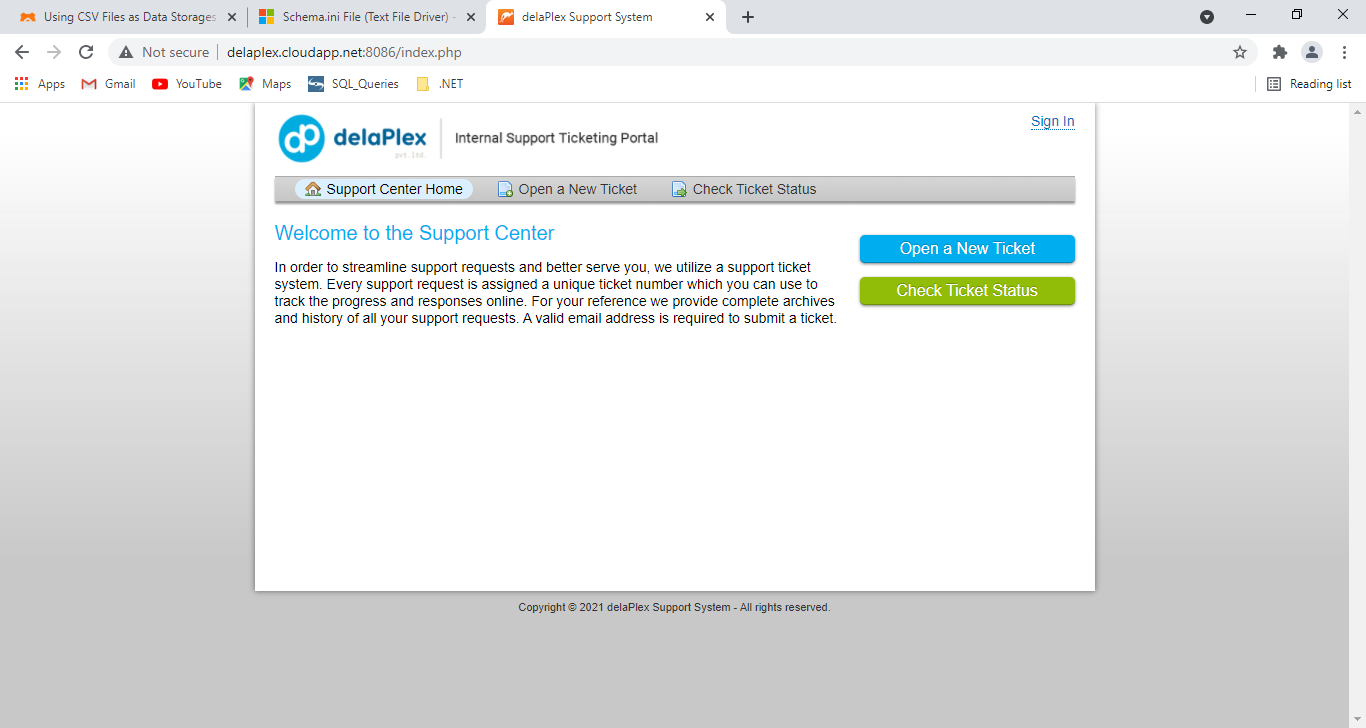 Using CSV Files as Data Storages
Schema.ini File (Text File Driver) -
delaPlex Support System
Not secure
delaplex.cloudapp.net:8086/index.php
Apps
Gmail
YouTube
Maps
SQL_Queries
.NET
Reading list
dp
delaPlex
pvt. ltd.
Internal Support Ticketing Portal
Sign In
Support Center Home
Open a New Ticket
Check Ticket Status
Welcome to the Support Center
Open a New Ticket
In order to streamline support requests and better serve you, we utilize a support ticket
system. Every support request is assigned a unique ticket number which you can use to
track the progress and responses online. For your reference we provide complete archives
and history of all your support requests. A valid email address is required to submit a ticket.
Check Ticket Status
Copyright © 2021 delaPlex Support System - All rights reserved.